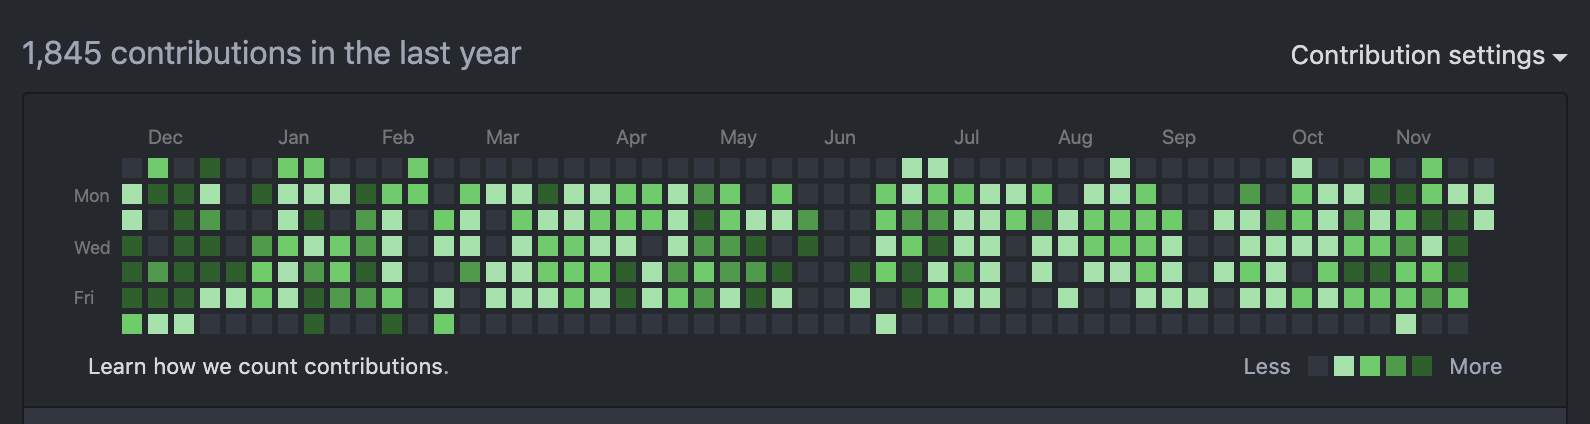 1,845 contributions in the last year
Contribution settings
Dec Jan Feb Mar Apr May Jun Jul Aug Sep Oct Nov
Mon
Wed
Fri
Learn how we count contributions.
Less More